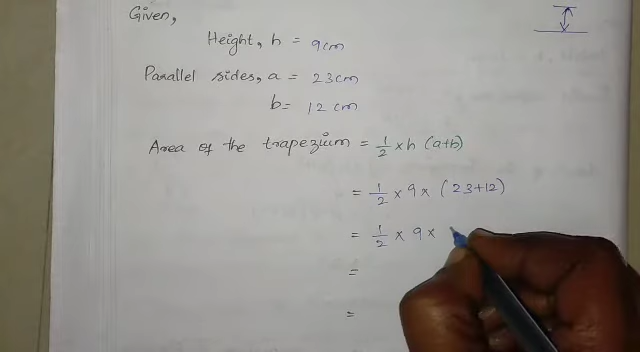 Given,
Height, h = 9cm
Parallel sides, a = 23cm
b = 12 cm
Area of the trapezium = 1/2 × h (a+b)
= 1/2 × 9 × (23+12)
= 1/2 × 9 ×
=
=